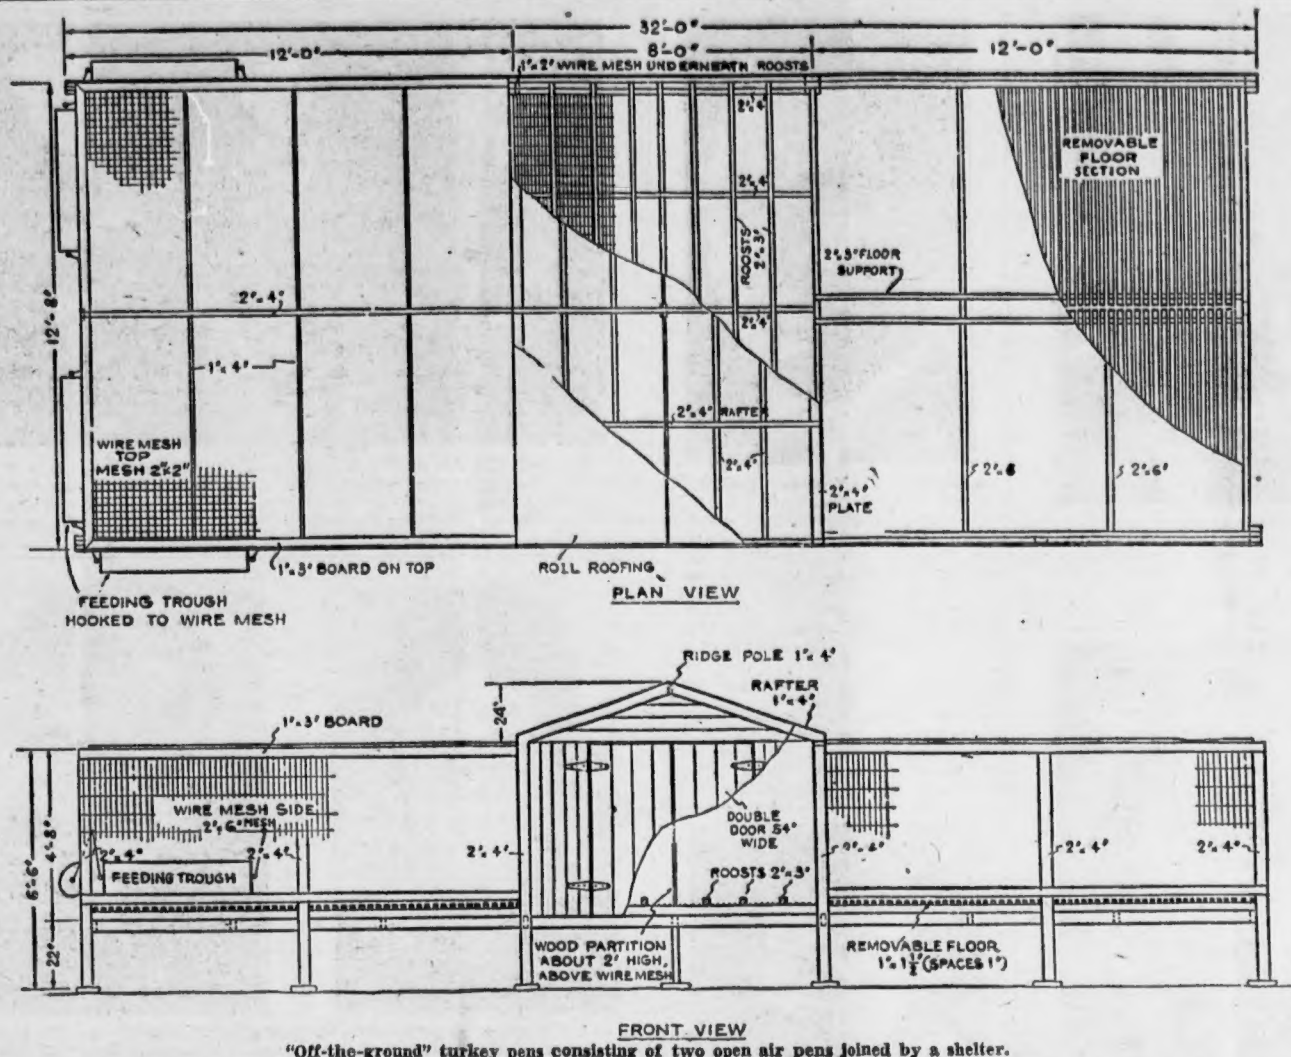 32'-0"
12'-0"
8'-0"
12'-0"
1"x2" WIRE MESH UNDERNEATH ROOSTS
2"x4"
REMOVABLE
FLOOR
SECTION
2"x4"
ROOSTS
2"x3"
2"x3" FLOOR
SUPPORT
12'-8"
2"x4"
2"x4"
1"x4"
2"x4" RAFTER
WIRE MESH
TOP
MESH 2"x2"
2"x4"
2"x6"
2"x6"
2"x4"
PLATE
1"x3" BOARD ON TOP
ROLL ROOFING
PLAN VIEW
FEEDING TROUGH
HOOKED TO WIRE MESH
RIDGE POLE 1"x4"
RAFTER
1"x4"
24"
1"x3" BOARD
WIRE MESH SIDE
2"x6" MESH
DOUBLE
DOOR 54"
WIDE
6'-6"
4'-8"
2"x4"
2"x4"
2"x4"
2"x4"
2"x4"
2"x4"
FEEDING TROUGH
ROOSTS 2"x3"
22"
WOOD PARTITION
ABOUT 2' HIGH,
ABOVE WIRE MESH
REMOVABLE FLOOR
1"x1½" (SPACES 1")
FRONT VIEW
"Off-the-ground" turkey pens consisting of two open air pens joined by a shelter.